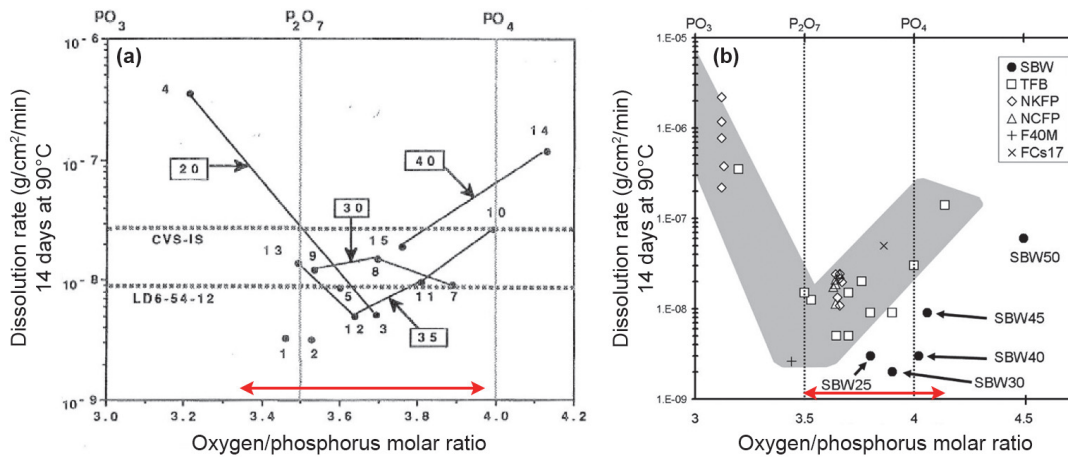 PO3 P2O7 PO4
(a)
10-6
10-7
10-8
10-9
Dissolution rate (g/cm2/min)
14 days at 90°C
4
20
40
14
30
10
CVS-IS
13
9
15
8
LD6-54-12
5
11
7
12
3
35
1
2
3.0 3.2 3.4 3.6 3.8 4.0 4.2
Oxygen/phosphorus molar ratio
PO3 P2O7 PO4
(b)
1.E-05
1.E-06
1.E-07
1.E-08
1.E-09
Dissolution rate (g/cm2/min)
14 days at 90°C
SBW
TFB
NKFP
NCFP
F40M
FCs17
SBW50
SBW45
SBW40
SBW25
SBW30
3 3.5 4 4.5
Oxygen/phosphorus molar ratio